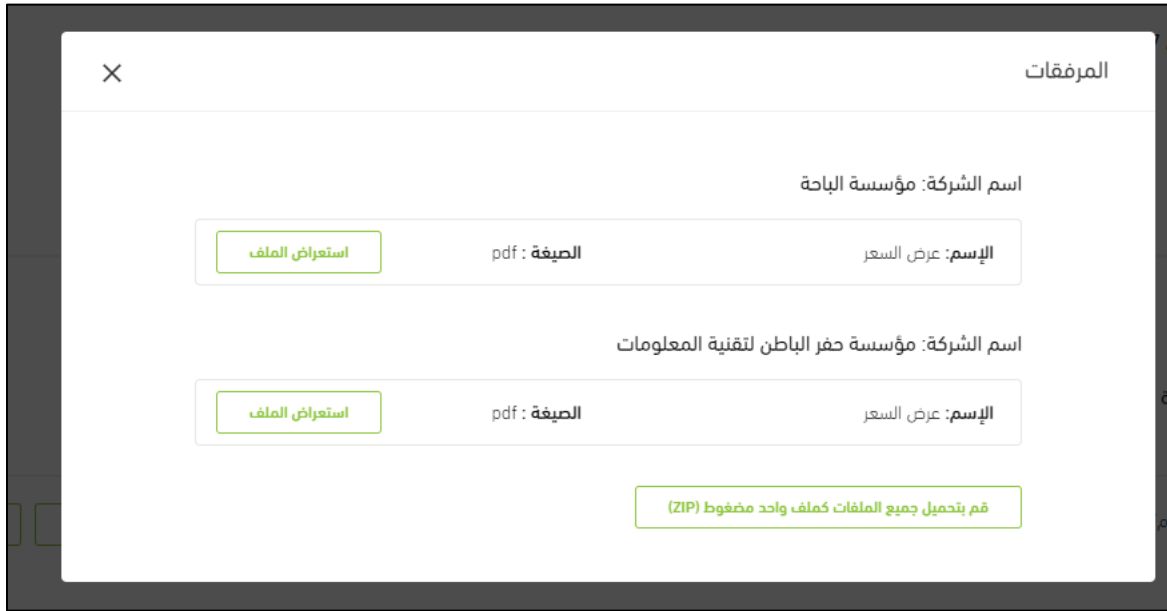 المرفقات
اسم الشركة: مؤسسة الباحة
الإسم: عرض السعر الصيغة : pdf استعراض الملف
اسم الشركة: مؤسسة حفر الباطن لتقنية المعلومات
الإسم: عرض السعر الصيغة : pdf استعراض الملف
قم بتحميل جميع الملفات كملف واحد مضغوط (ZIP)